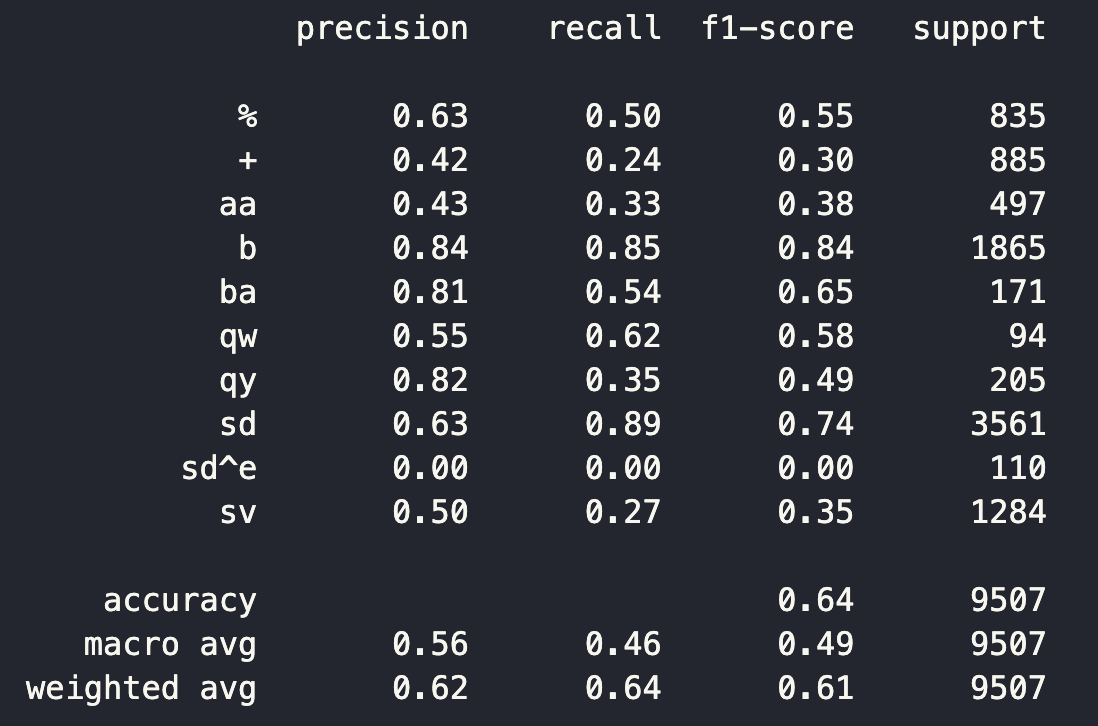 precision recall f1-score support
% 0.63 0.50 0.55 835
+ 0.42 0.24 0.30 885
aa 0.43 0.33 0.38 497
b 0.84 0.85 0.84 1865
ba 0.81 0.54 0.65 171
qw 0.55 0.62 0.58 94
qy 0.82 0.35 0.49 205
sd 0.63 0.89 0.74 3561
sd^e 0.00 0.00 0.00 110
sv 0.50 0.27 0.35 1284
accuracy 0.64 9507
macro avg 0.56 0.46 0.49 9507
weighted avg 0.62 0.64 0.61 9507